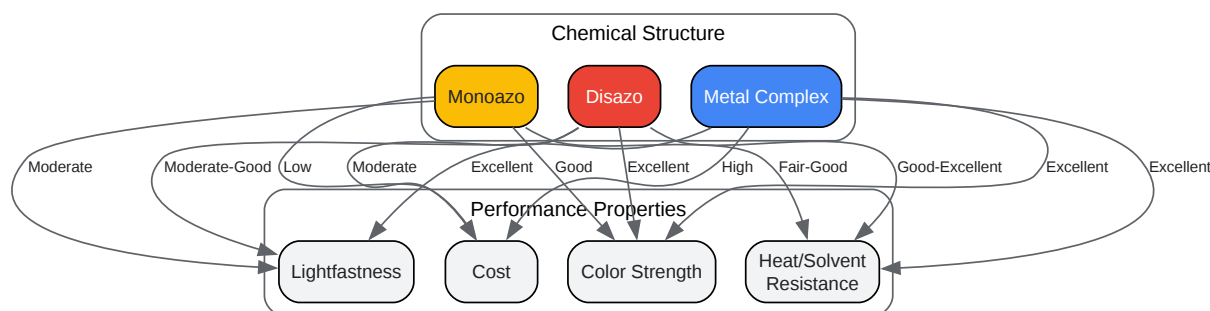 Chemical Structure
Monoazo
Disazo
Metal Complex
Moderate
Moderate-Good
Low
Moderate
Excellent
Good
Excellent
High
Fair-Good
Good-Excellent
Excellent
Excellent
Performance Properties
Lightfastness
Cost
Color Strength
Heat/Solvent
Resistance